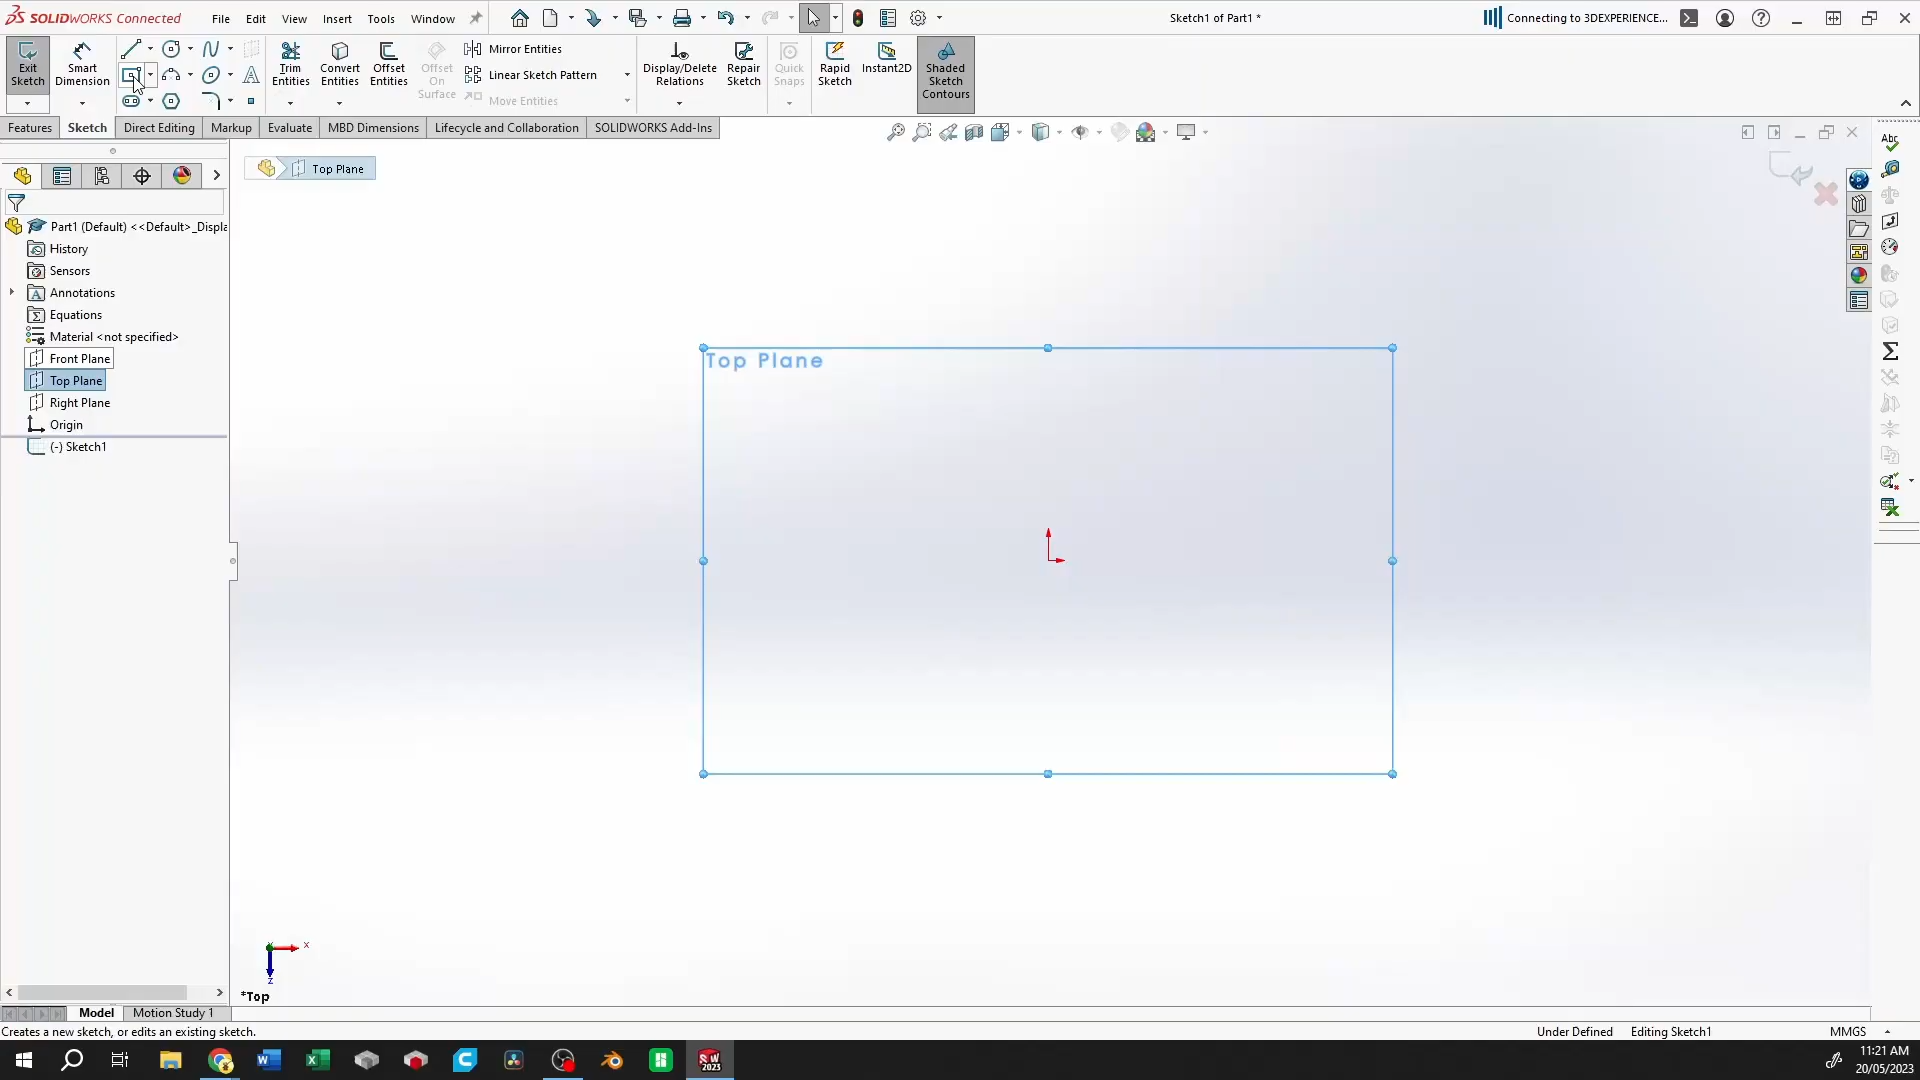 SOLIDWORKS Connected File Edit View Insert Tools Window Sketch1 of Part1 * Connecting to 3DEXPERIENCE...
Exit Sketch
Smart Dimension
Trim Entities
Convert Entities
Offset Entities
Offset On Surface
Mirror Entities
Linear Sketch Pattern
Move Entities
Display/Delete Relations
Repair Sketch
Quick Snaps
Rapid Sketch
Instant2D
Shaded Sketch Contours
Features Sketch Direct Editing Markup Evaluate MBD Dimensions Lifecycle and Collaboration SOLIDWORKS Add-Ins
Top Plane
Part1 (Default) <<Default>_Displa
History
Sensors
Annotations
Equations
Material <not specified>
Front Plane
Top Plane
Right Plane
Origin
(-) Sketch1
Top Plane
x
z
*Top
Model Motion Study 1
Creates a new sketch, or edits an existing sketch. Under Defined Editing Sketch1 MMGS
11:21 AM
20/05/2023